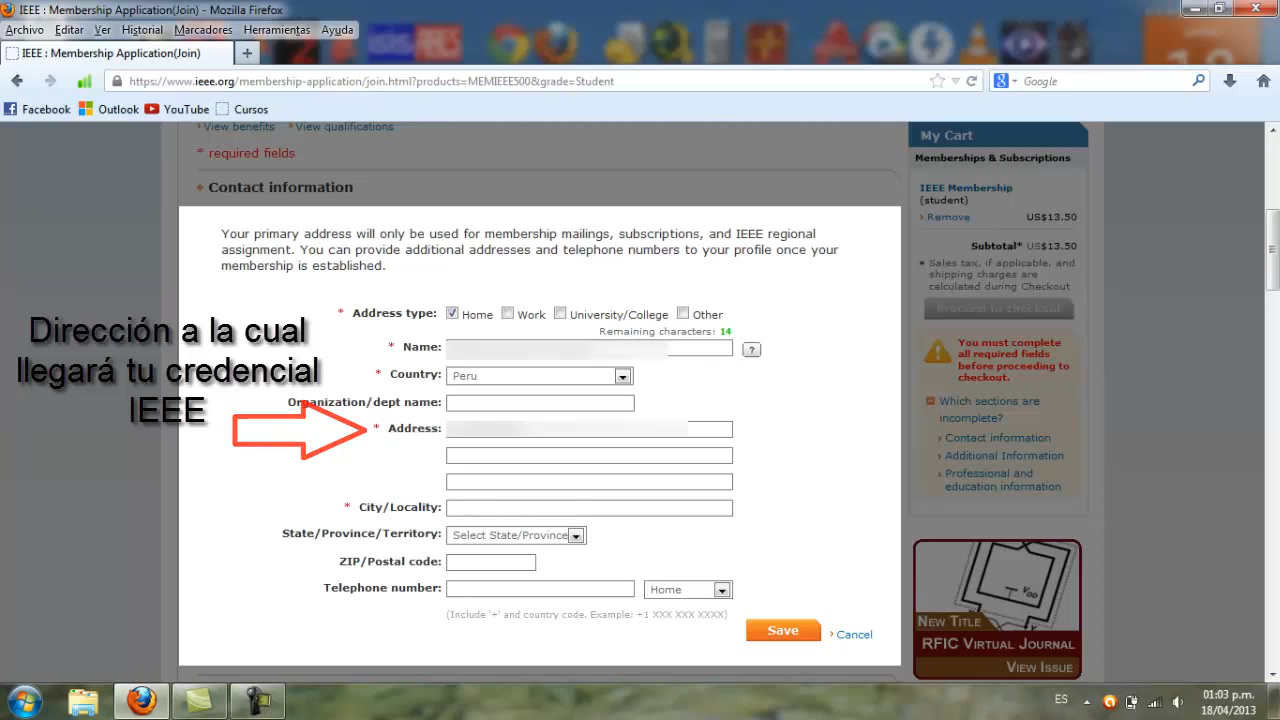 IEEE : Membership Application(Join) - Mozilla Firefox
Archivo Editar Ver Historial Marcadores Herramientas Ayuda
IEEE : Membership Application(Join)
https://www.ieee.org/membership-application/join.html?products=MEMIEEE500&grade=Student
Google
Facebook Outlook YouTube Cursos
› View benefits › View qualifications
* required fields
Contact information
Your primary address will only be used for membership mailings, subscriptions, and IEEE regional
assignment. You can provide additional addresses and telephone numbers to your profile once your
membership is established.
* Address type: Home Work University/College Other
Remaining characters: 14
* Name: ?
* Country: Peru
Organization/dept name:
* Address:
* City/Locality:
State/Province/Territory: Select State/Province
ZIP/Postal code:
Telephone number: Home
(Include '+' and country code. Example: +1 XXX XXX XXXX)
Save › Cancel
Dirección a la cual
llegará tu credencial
IEEE
My Cart
Memberships & Subscriptions
IEEE Membership
(student)
› Remove US$13.50
Subtotal* US$13.50
* Sales tax, if applicable, and
shipping charges are
calculated during Checkout
Proceed to checkout
You must complete
all required fields
before proceeding to
checkout.
Which sections are
incomplete?
› Contact information
› Additional Information
› Professional and
education information
VDD
New Title
RFIC Virtual Journal
View Issue
ES
01:03 p.m.
18/04/2013